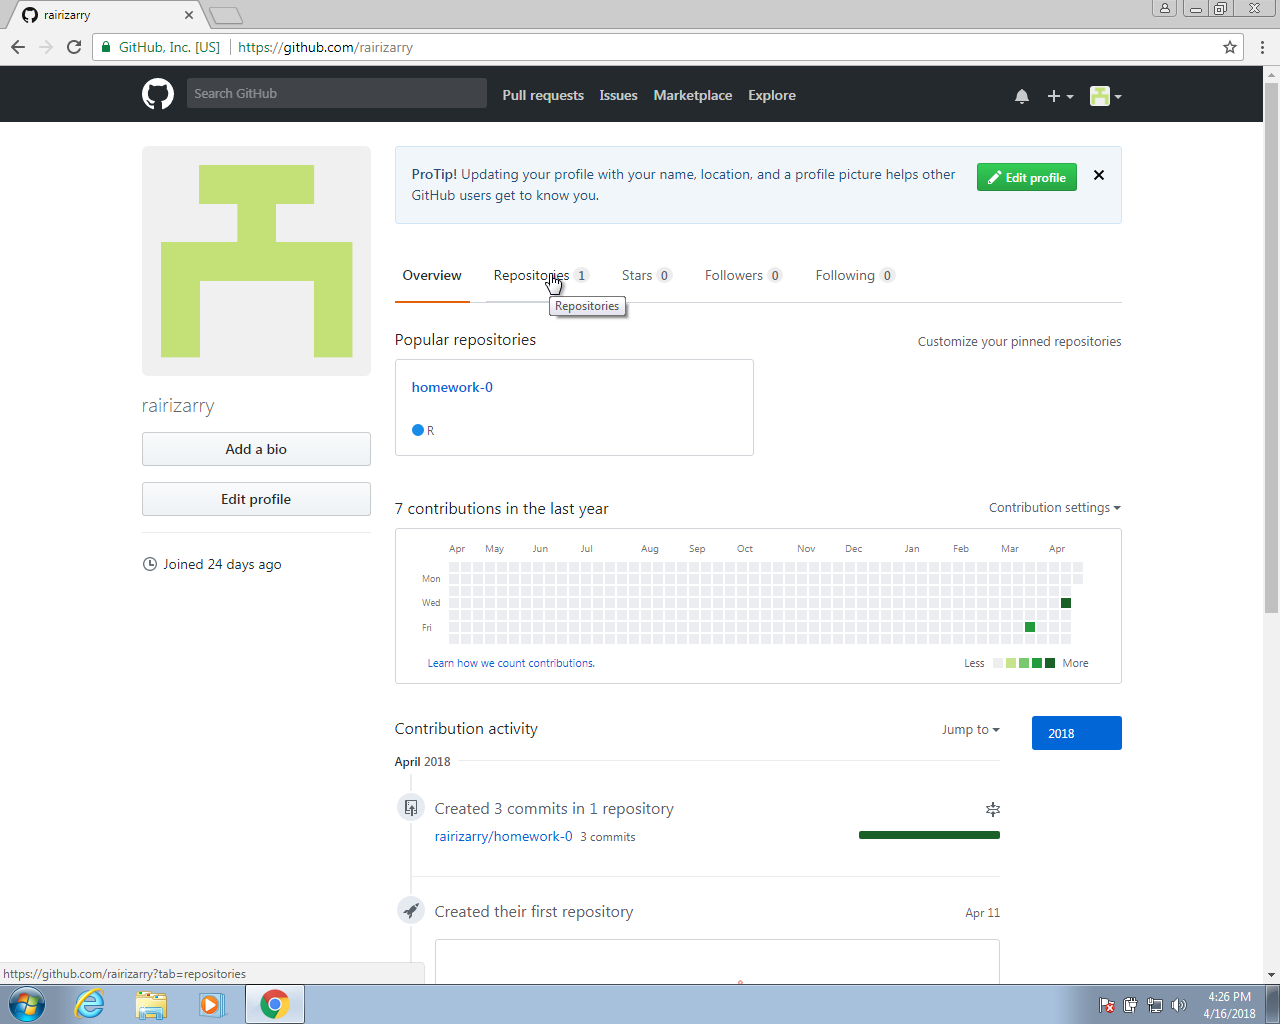 rairizarry
GitHub, Inc. [US] https://github.com/rairizarry
Search GitHub Pull requests Issues Marketplace Explore
ProTip! Updating your profile with your name, location, and a profile picture helps other
GitHub users get to know you.
Edit profile
Overview Repositories 1 Stars 0 Followers 0 Following 0
Repositories
Popular repositories Customize your pinned repositories
homework-0
R
rairizarry
Add a bio
Edit profile
Joined 24 days ago
7 contributions in the last year Contribution settings
Apr May Jun Jul Aug Sep Oct Nov Dec Jan Feb Mar Apr
Mon
Wed
Fri
Learn how we count contributions. Less More
Contribution activity Jump to 2018
April 2018
Created 3 commits in 1 repository
rairizarry/homework-0 3 commits
Created their first repository Apr 11
https://github.com/rairizarry?tab=repositories
4:26 PM
4/16/2018